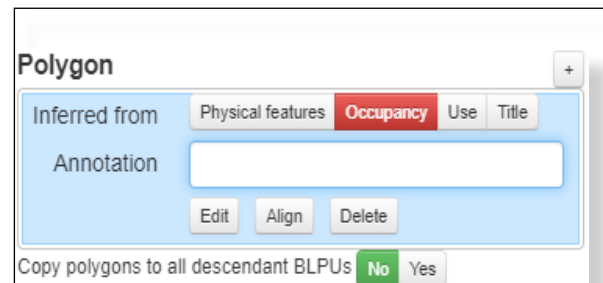 Polygon
+
Inferred from Physical features Occupancy Use Title
Annotation
Edit Align Delete
Copy polygons to all descendant BLPUs No Yes